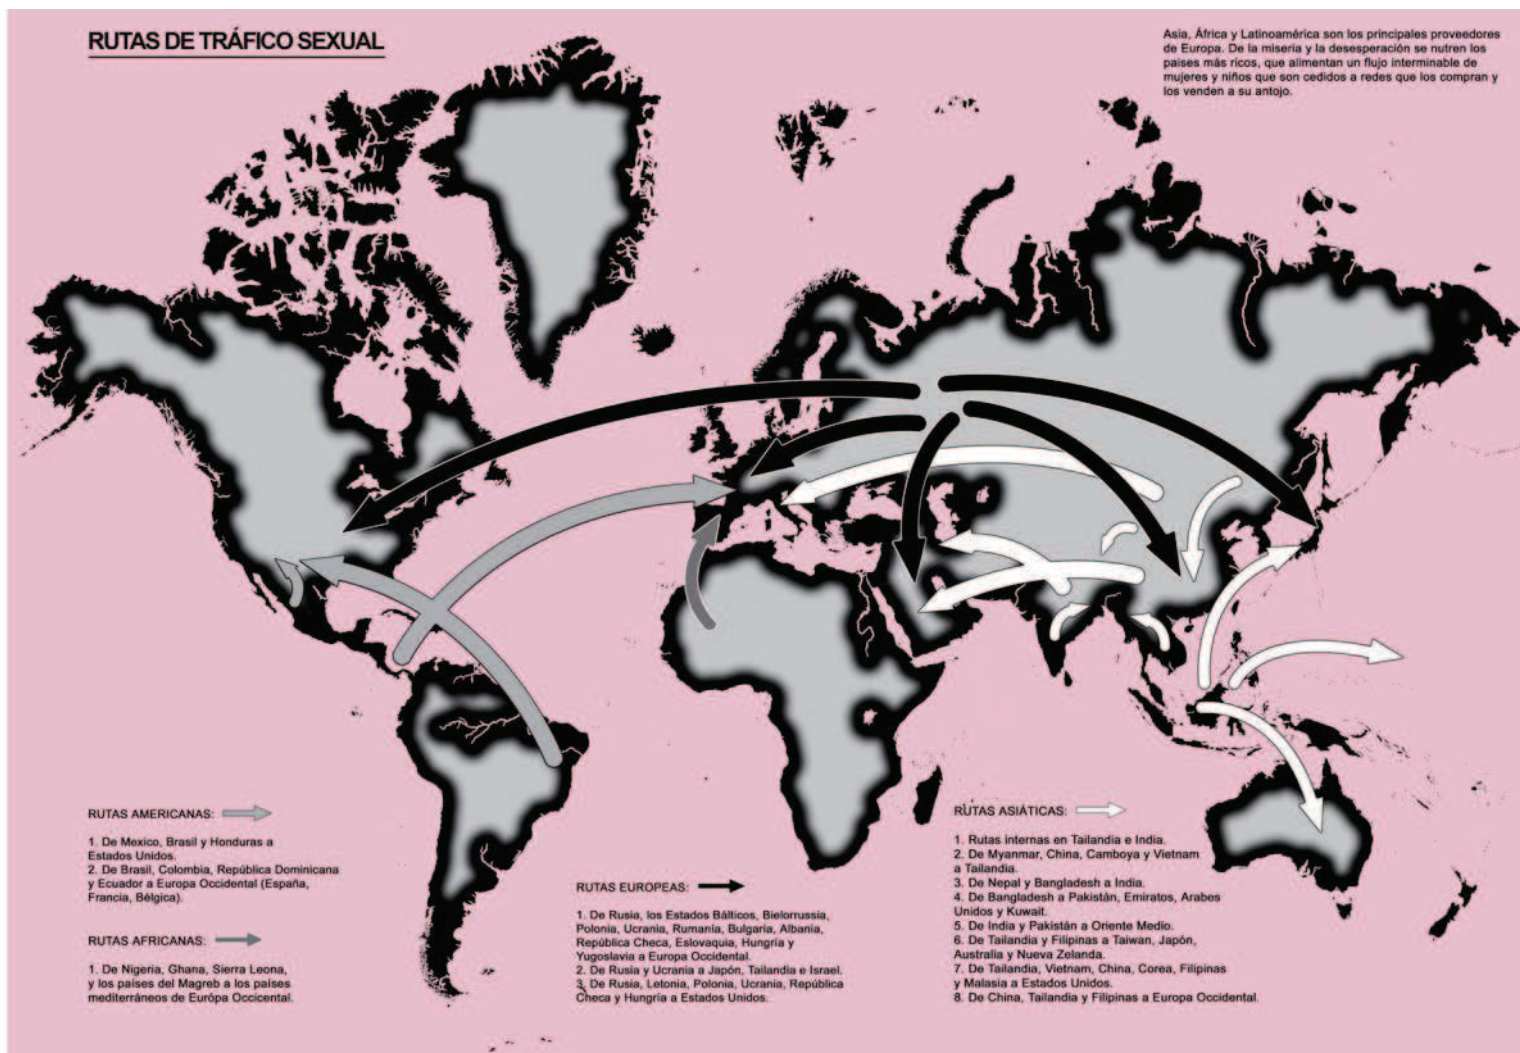 RUTAS DE TRÁFICO SEXUAL
Asia, África y Latinoamérica son los principales proveedores
de Europa. De la miseria y la desesperación se nutren los
países más ricos, que alimentan un flujo interminable de
mujeres y niños que son cedidos a redes que los compran y
los venden a su antojo.
RUTAS AMERICANAS:
1. De Mexico, Brasil y Honduras a
Estados Unidos.
2. De Brasil, Colombia, República Dominicana
y Ecuador a Europa Occidental (España,
Francia, Bélgica).
RUTAS AFRICANAS:
1. De Nigeria, Ghana, Sierra Leona,
y los países del Magreb a los países
mediterráneos de Európa Occicental.
RUTAS EUROPEAS:
1. De Rusia, los Estados Bálticos, Bielorrussia,
Polonia, Ucrania, Rumanía, Bulgaria, Albania,
República Checa, Eslovaquia, Hungría y
Yugoslavia a Europa Occidental.
2. De Rusia y Ucrania a Japón, Tailandia e Israel.
3. De Rusia, Letonia, Polonia, Ucrania, República
Checa y Hungría a Estados Unidos.
RUTAS ASIÁTICAS:
1. Rutas internas en Tailandia e India.
2. De Myanmar, China, Camboya y Vietnam
a Tailandia.
3. De Nepal y Bangladesh a India.
4. De Bangladesh a Pakistán, Emiratos, Arabes
Unidos y Kuwait.
5. De India y Pakistán a Oriente Medio.
6. De Tailandia y Filipinas a Taiwan, Japón,
Australia y Nueva Zelanda.
7. De Tailandia, Vietnam, China, Corea, Filipinas
y Malasia a Estados Unidos.
8. De China, Tailandia y Filipinas a Europa Occidental.